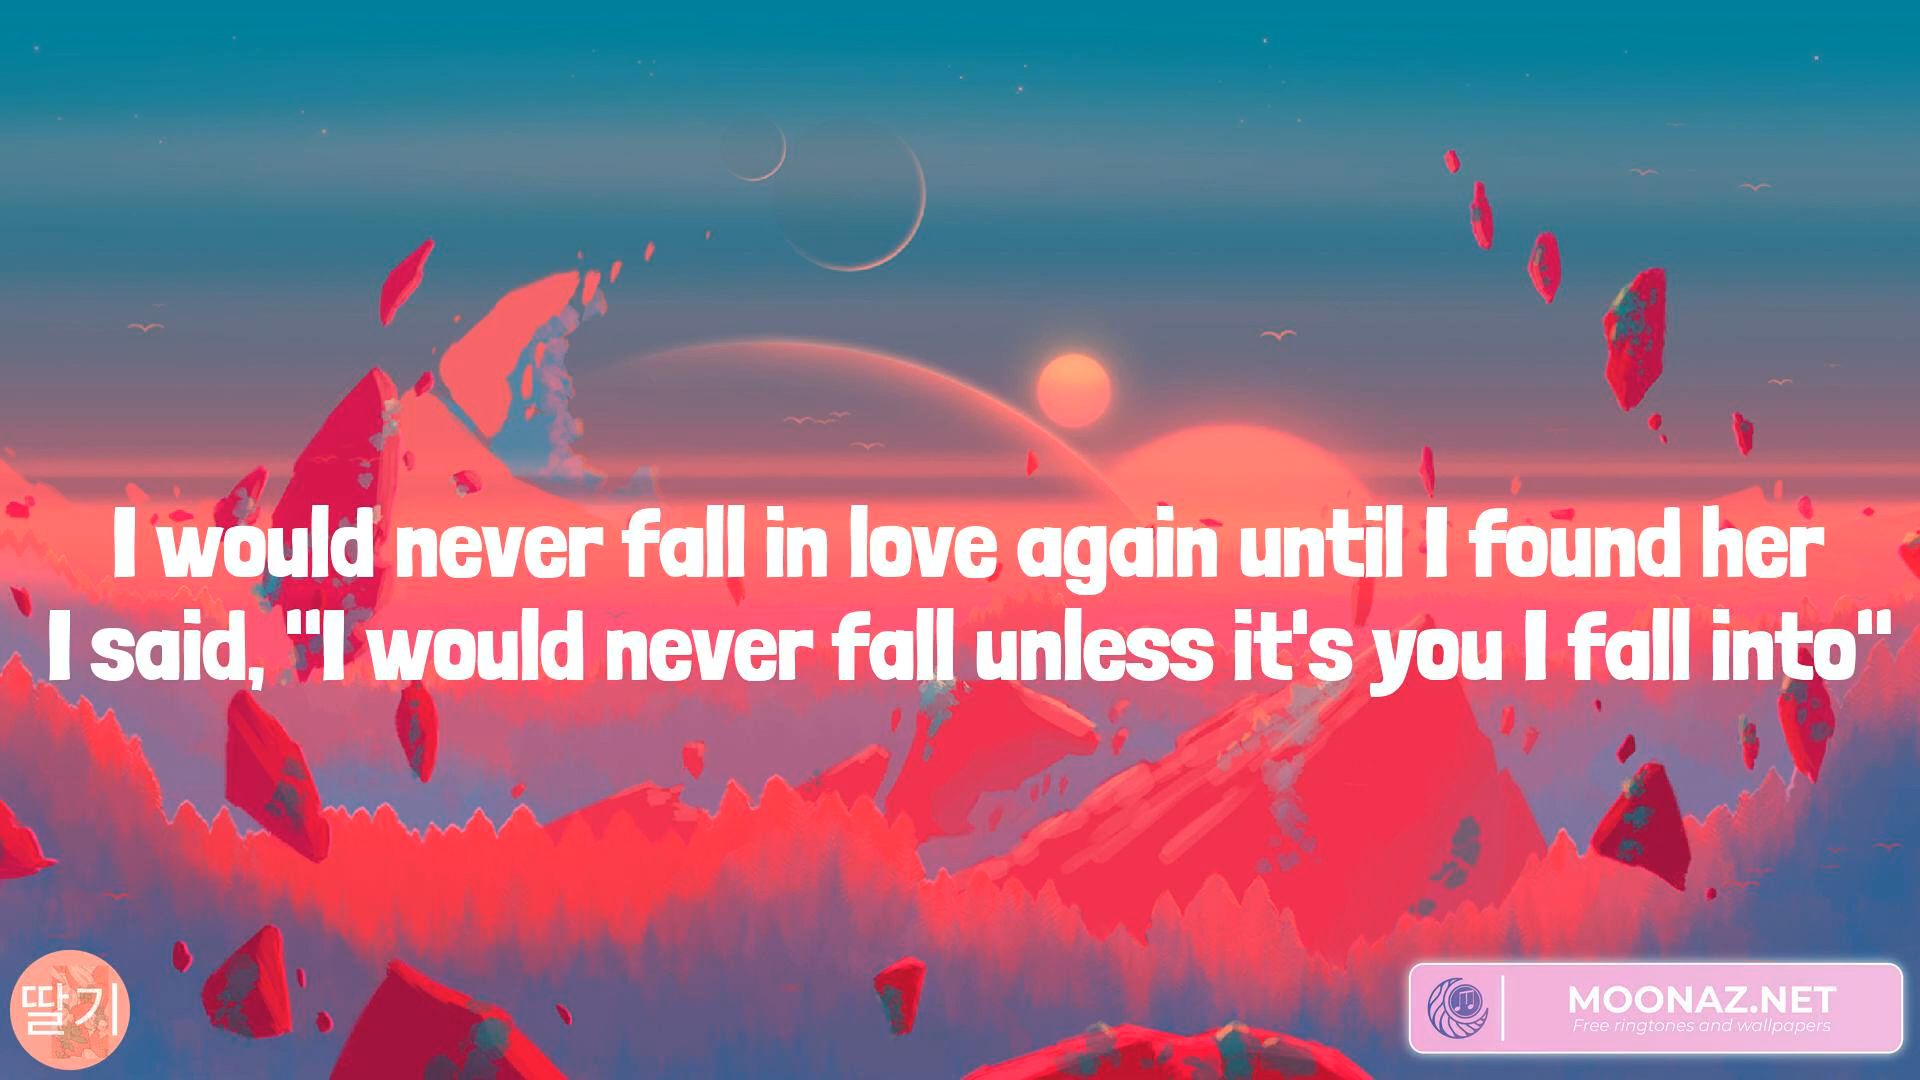 I would never fall in love again until I found her
I said, "I would never fall unless it's you I fall into"
딸기
MOONAZ.NET
Free ringtones and wallpapers